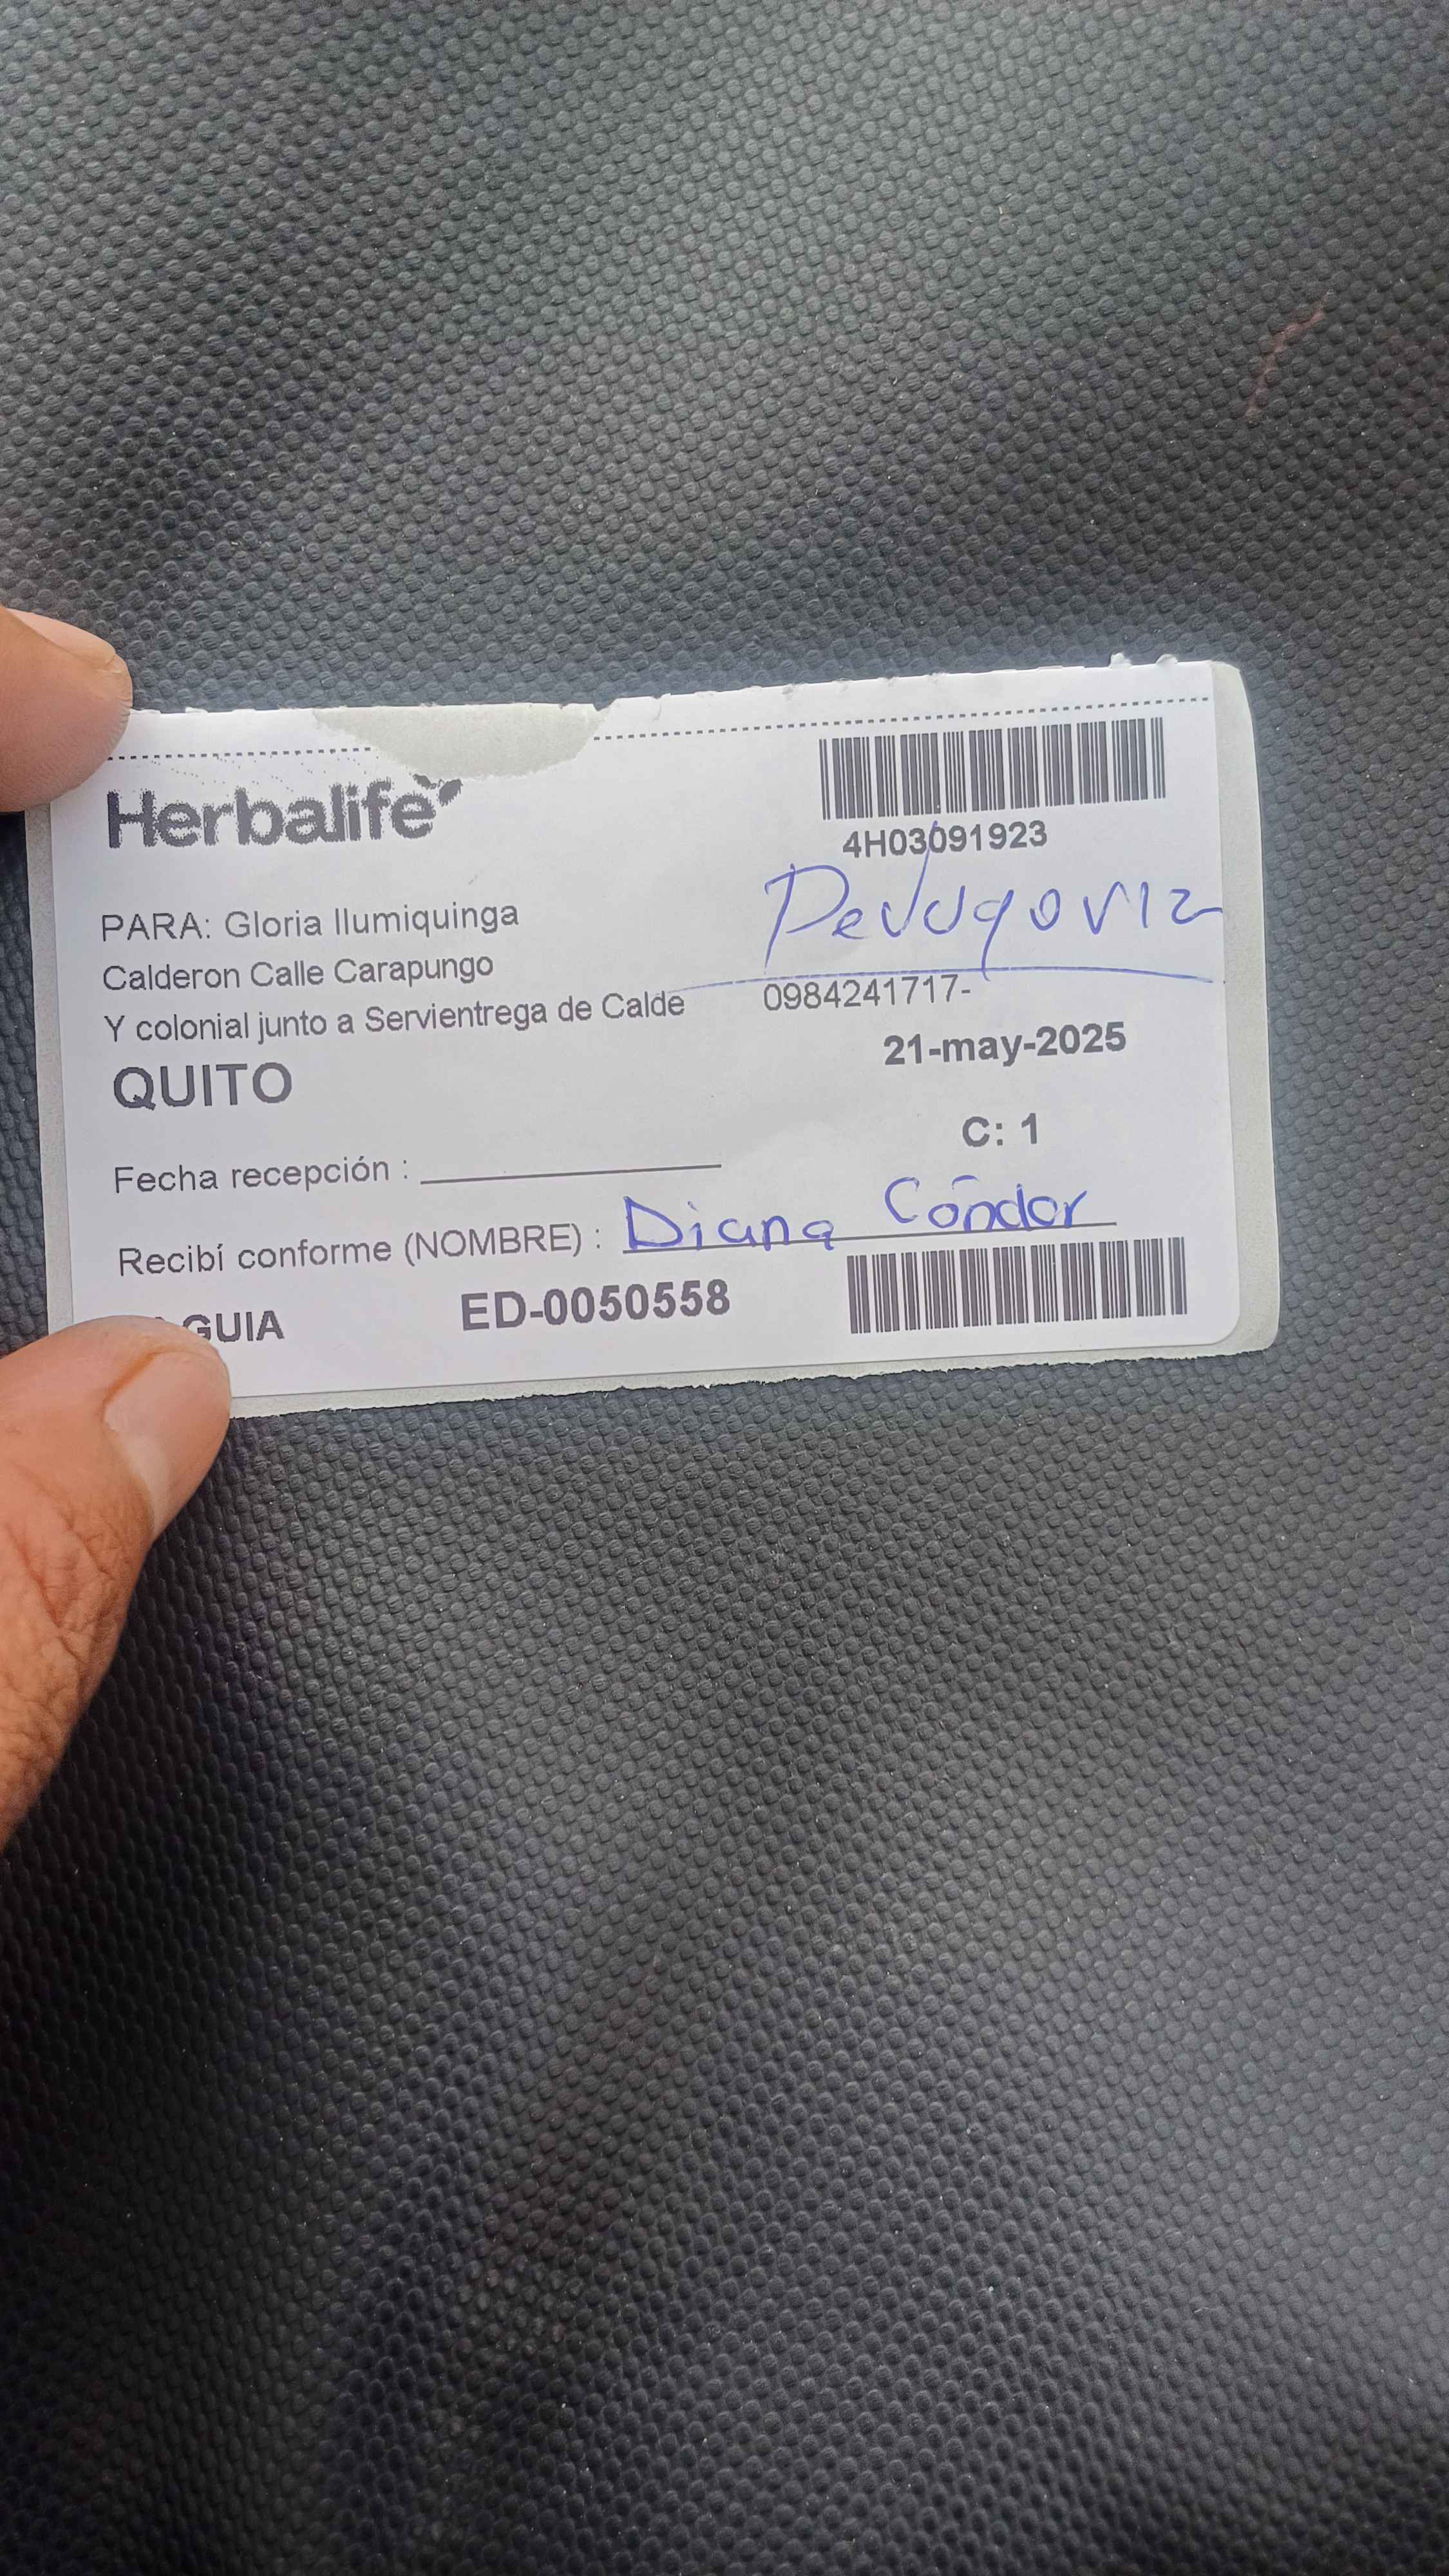 Herbalife
4H03091923
PARA: Gloria Ilumiquinga
Calderon Calle Carapungo
Y colonial junto a Servientrega de Calde
0984241717-
21-may-2025
QUITO
C: 1
Fecha recepción :
Recibí conforme (NOMBRE) : Diana Cóndor
GUIA
ED-0050558